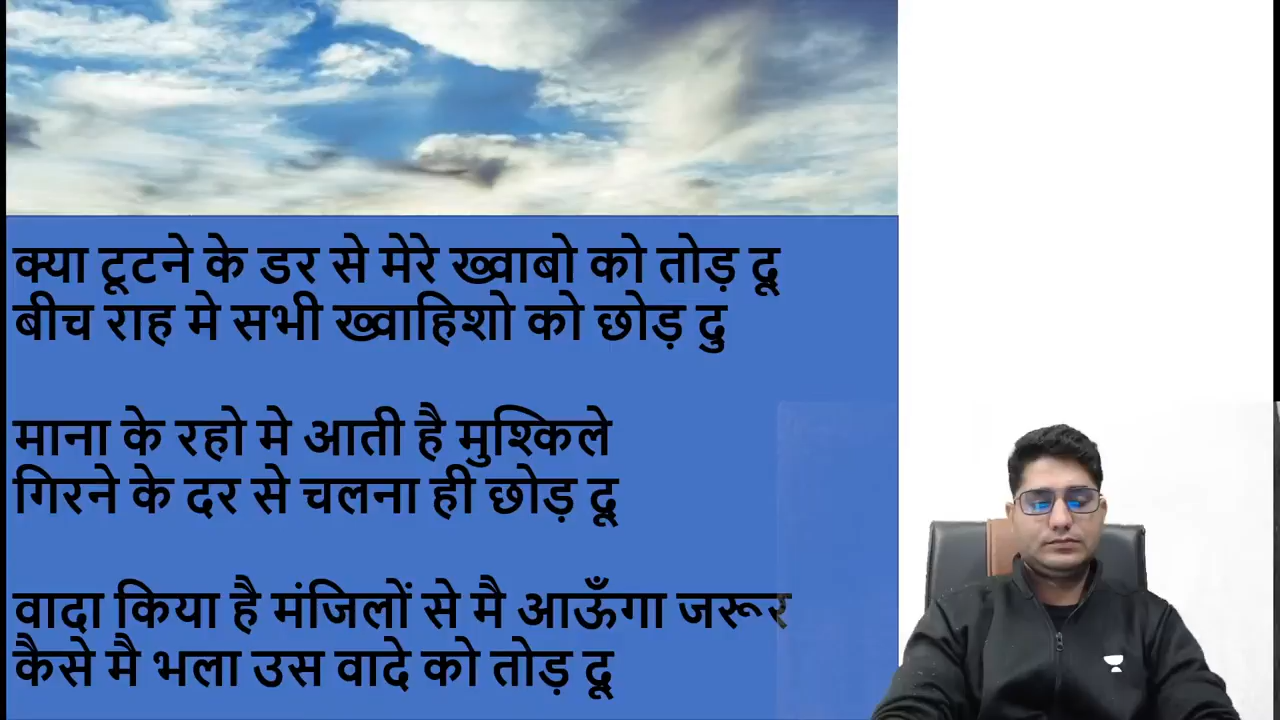 क्या टूटने के डर से मेरे ख्वाबो को तोड़ दू
बीच राह मे सभी ख्वाहिशो को छोड़ दु
माना के रहो मे आती है मुश्किले
गिरने के दर से चलना ही छोड़ दू
वादा किया है मंजिलों से मै आऊँगा जरूर
कैसे मै भला उस वादे को तोड़ दू